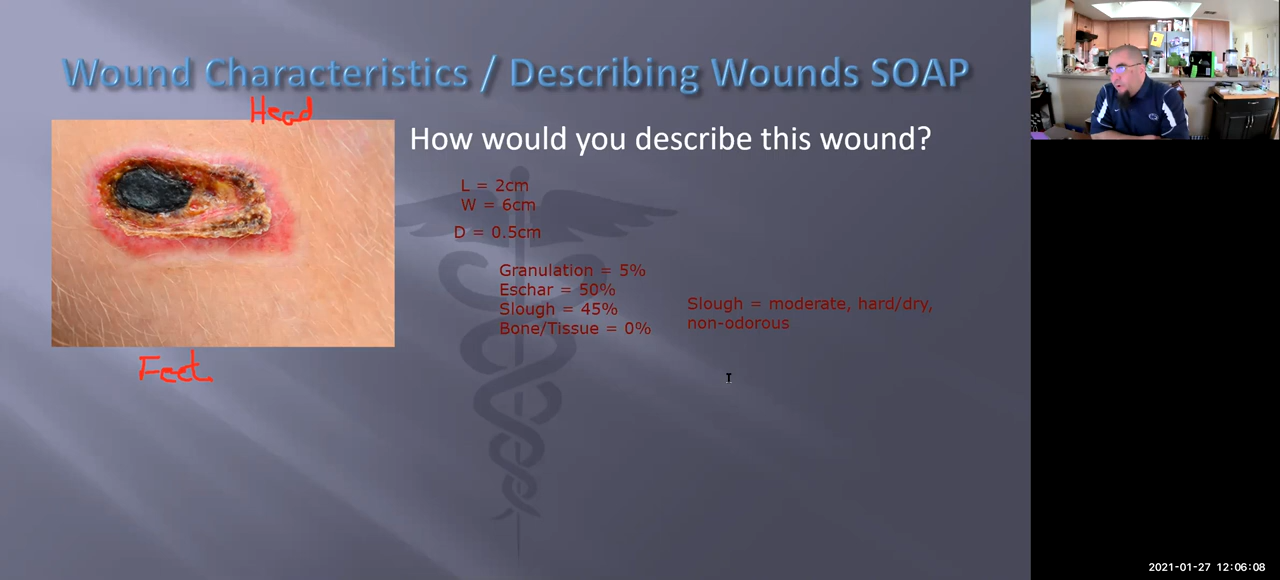 Wound Characteristics / Describing Wounds SOAP
Head
How would you describe this wound?
L = 2cm
W = 6cm
D = 0.5cm
Granulation = 5%
Eschar = 50%
Slough = 45%
Bone/Tissue = 0%
Slough = moderate, hard/dry,
non-odorous
Feet
2021-01-27 12:06:08